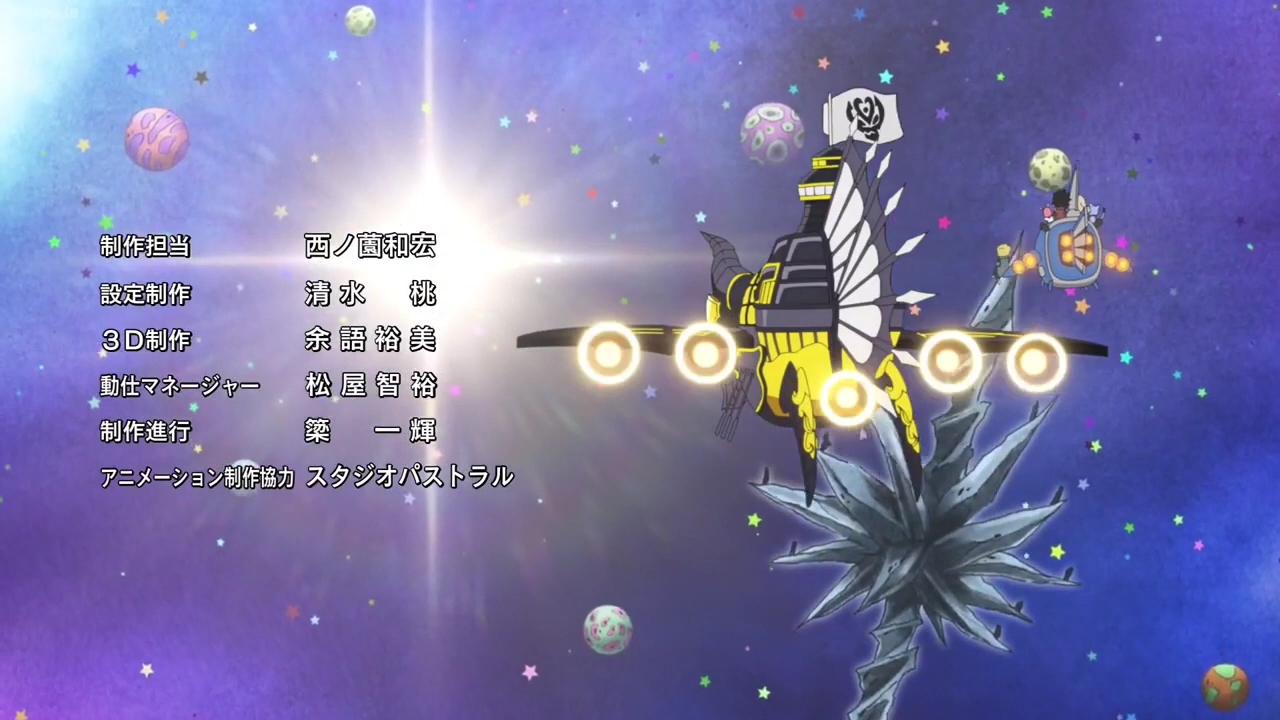 制作担当 西ノ薗和宏
設定制作 清水 桃
3D制作 余語裕美
動仕マネージャー 松屋智裕
制作進行 簗 一輝
アニメーション制作協力 スタジオパストラル